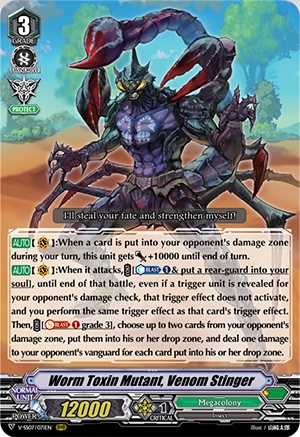 3
GRADE
TWIN DRIVE!!
PROTECT
I'll steal your fate and strengthen myself!
AUTO [ ]:When a card is put into your opponent's damage zone
during your turn, this unit gets +10000 until end of turn.
AUTO [ ]:When it attacks, [BLAST 1 & put a rear-guard into your
soul], until end of that battle, even if a trigger unit is revealed for
your opponent's damage check, that trigger effect does not activate,
and you perform the same trigger effect as that card's trigger effect.
Then, [BLAST 1 grade 3], choose up to two cards from your opponent's
damage zone, put them into his or her drop zone, and deal one damage
to your opponent's vanguard for each card put into his or her drop zone.
NORMAL
UNIT
Worm Toxin Mutant, Venom Stinger
POWER 12000
1
CRITICAL
Megacolony
Insect
V-SS07/071EN
Illust / 山崎太郎